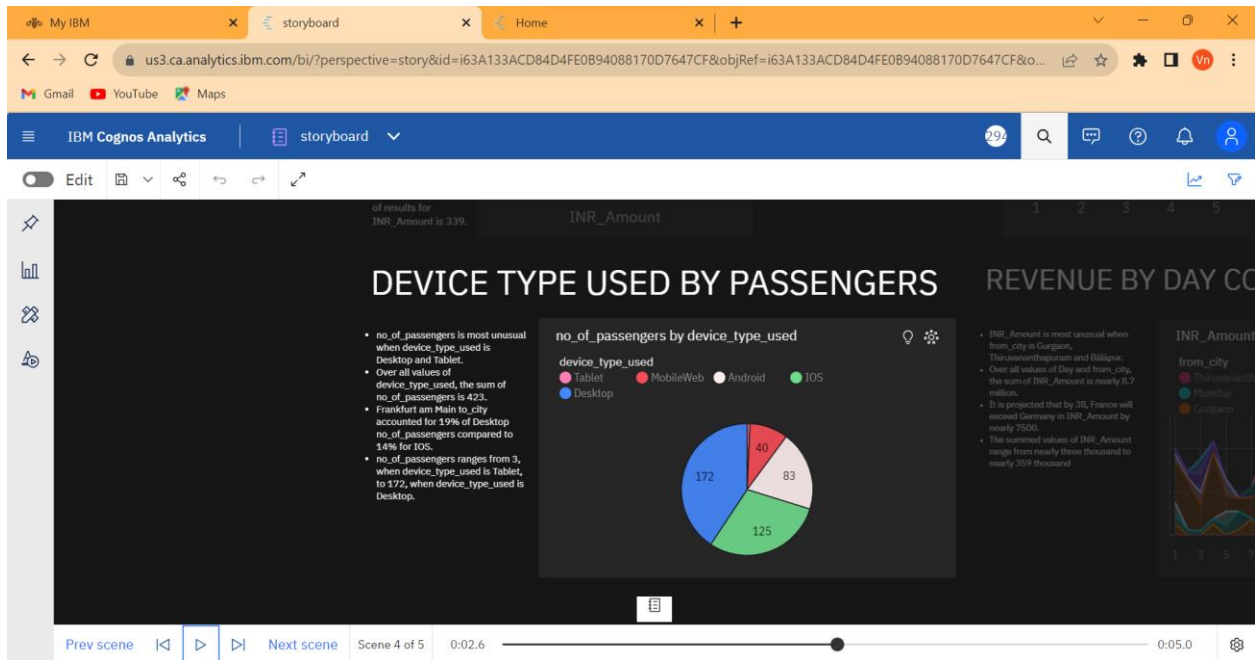 My IBM
storyboard
Home
us3.ca.analytics.ibm.com/bi/?perspective=story&id=i63A133ACD84D4FE0B94088170D7647CF&objRef=i63A133ACD84D4FE0B94088170D7647CF&o...
Vn
Gmail
YouTube
Maps
IBM Cognos Analytics
storyboard
294
Edit
of results for
INR_Amount is 339.
INR_Amount
1 2 3 4 5
DEVICE TYPE USED BY PASSENGERS
• no_of_passengers is most unusual
when device_type_used is
Desktop and Tablet.
• Over all values of
device_type_used, the sum of
no_of_passengers is 423.
• Frankfurt am Main to_city
accounted for 19% of Desktop
no_of_passengers compared to
14% for IOS.
• no_of_passengers ranges from 3,
when device_type_used is Tablet,
to 172, when device_type_used is
Desktop.
no_of_passengers by device_type_used
device_type_used
Tablet MobileWeb Android IOS
Desktop
40
172
83
125
REVENUE BY DAY CO
• INR_Amount is most unusual when
from_city is Gurgaon,
Thiruvananthapuram and Bālāpur.
• Over all values of Day and from_city,
the sum of INR_Amount is nearly 8.7
million.
• It is projected that by 38, France will
exceed Germany in INR_Amount by
nearly 7500.
• The summed values of INR_Amount
range from nearly three thousand to
nearly 359 thousand
INR_Amount
from_city
Thiruvananth
Mumbai
Gurgaon
1 3 5 7
Prev scene
Next scene
Scene 4 of 5
0:02.6
0:05.0